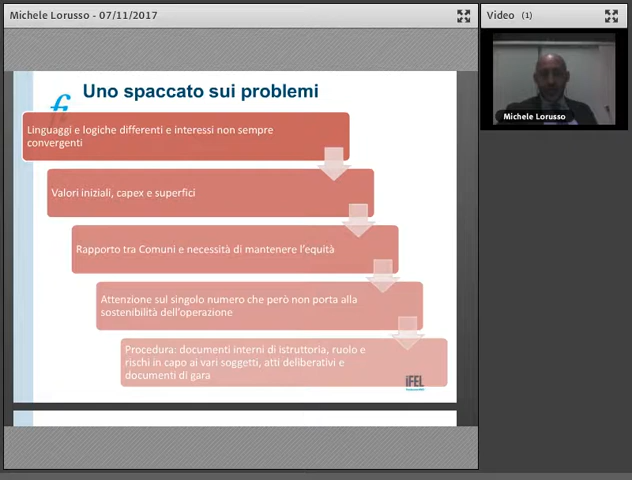 Michele Lorusso - 07/11/2017
Video (1)
Michele Lorusso
Uno spaccato sui problemi
fi
Linguaggi e logiche differenti e interessi non sempre
convergenti
Valori iniziali, capex e superfici
Rapporto tra Comuni e necessità di mantenere l'equità
Attenzione sul singolo numero che però non porta alla
sostenibilità dell'operazione
Procedura: documenti interni di istruttoria, ruolo e
rischi in capo ai vari soggetti, atti deliberativi e
documenti di gara
iFEL